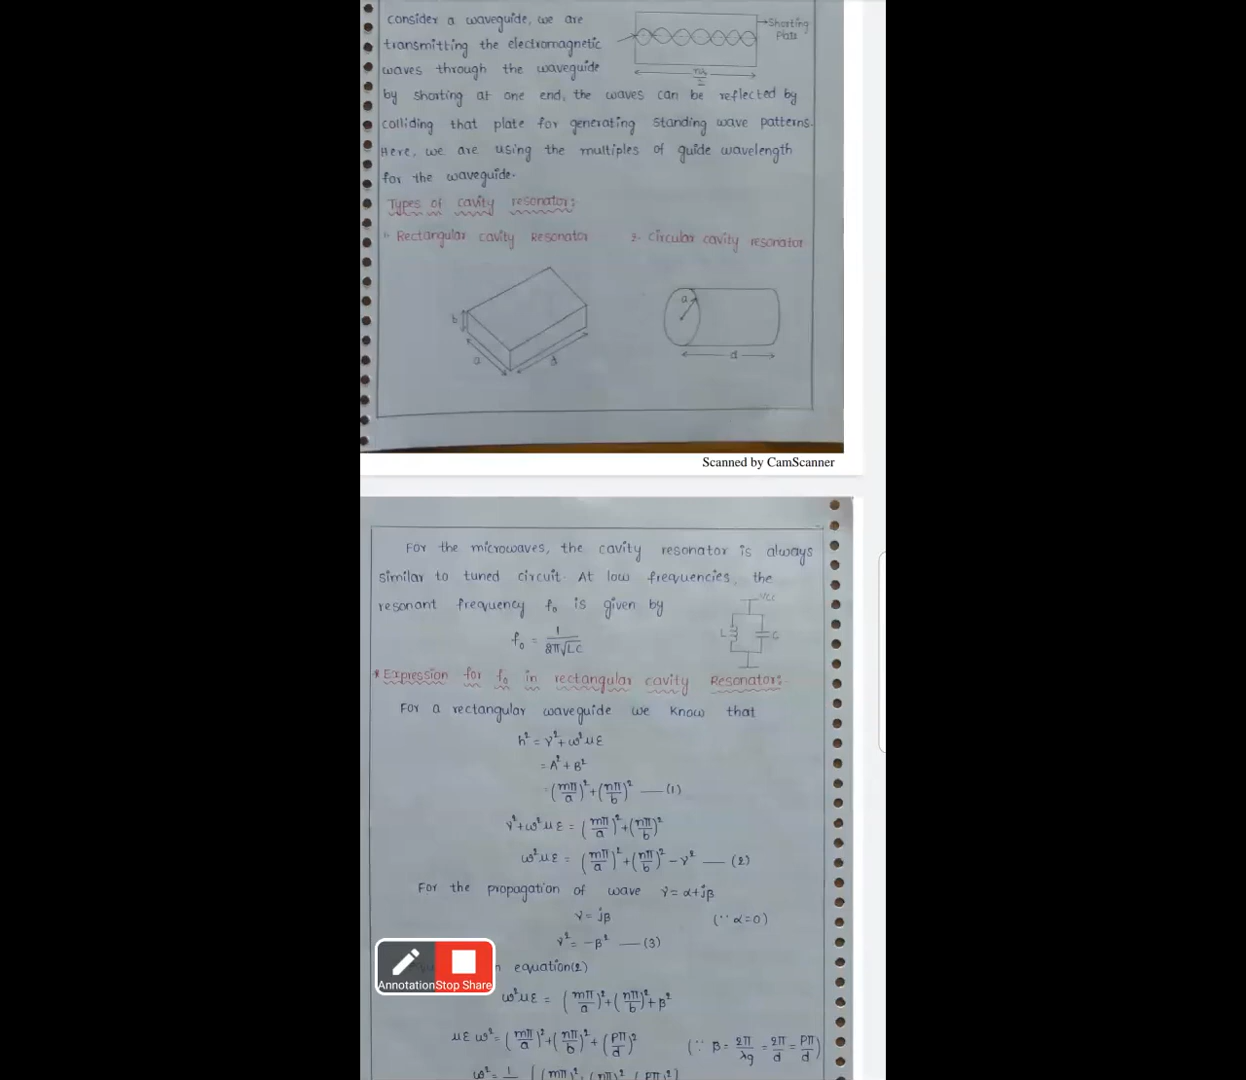 consider a waveguide, we are
transmitting the electromagnetic
waves through the waveguide
→Shorting
Plate
nλ
2
by shorting at one end, the waves can be reflected by
colliding that plate for generating standing wave patterns.
Here, we are using the multiples of guide wavelength
for the waveguide.
Types of cavity resonator:
1. Rectangular cavity Resonator 2. Circular cavity resonator
b
a
d
a
d
Scanned by CamScanner
For the microwaves, the cavity resonator is always
similar to tuned circuit. At low frequencies, the
resonant frequency f₀ is given by
Vcc
L C
f₀ = 1/2π√LC
* Expression for f₀ in rectangular cavity Resonator:-
For a rectangular waveguide we know that
h² = γ² + ω²με
= A² + B²
= (mπ/a)² + (nπ/b)² —— (1)
γ² + ω²με = (mπ/a)² + (nπ/b)²
ω²με = (mπ/a)² + (nπ/b)² − γ² —— (2)
For the propagation of wave γ = α + jβ
γ = jβ (∵ α = 0)
γ² = −β² —— (3)
equation (2)
Annotation Stop Share
ω²με = (mπ/a)² + (nπ/b)² + β²
με ω² = (mπ/a)² + (nπ/b)² + (Pπ/d)² (∵ β = 2π/λg = 2π/d = Pπ/d)